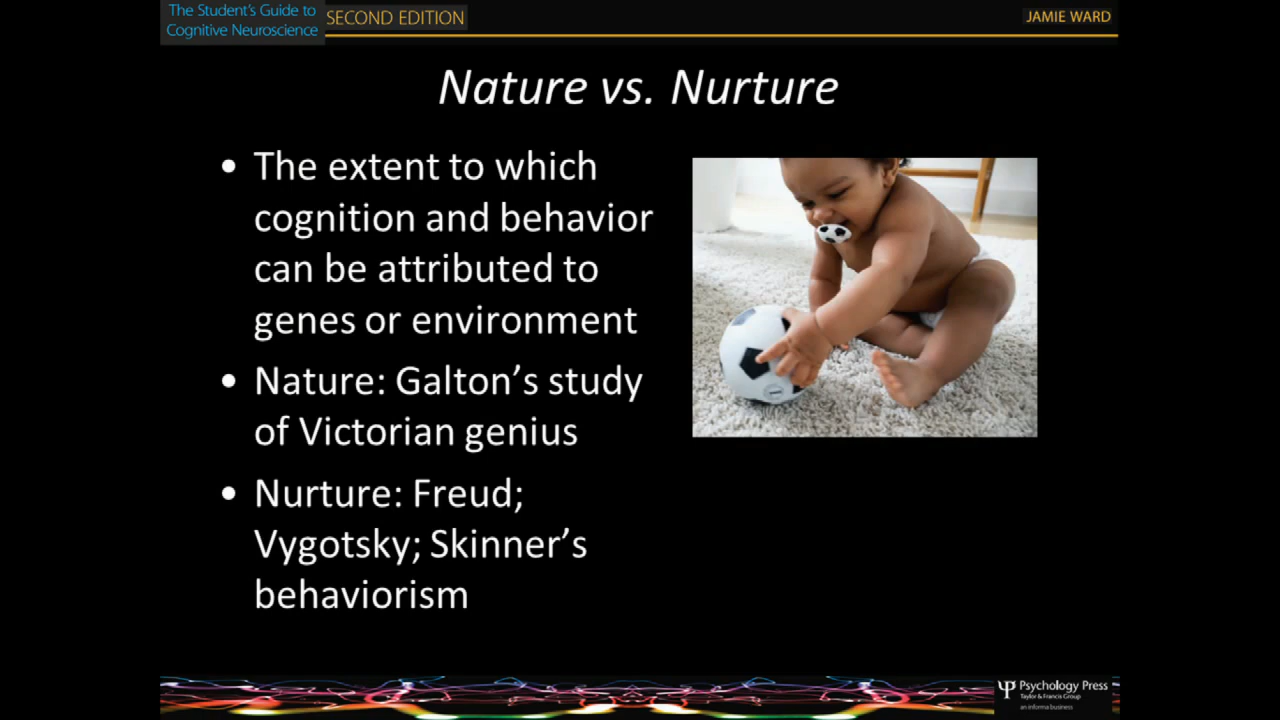 The Student's Guide to
Cognitive Neuroscience
SECOND EDITION
JAMIE WARD
Nature vs. Nurture
• The extent to which
cognition and behavior
can be attributed to
genes or environment
• Nature: Galton's study
of Victorian genius
• Nurture: Freud;
Vygotsky; Skinner's
behaviorism
Psychology Press
Taylor & Francis Group
an informa business